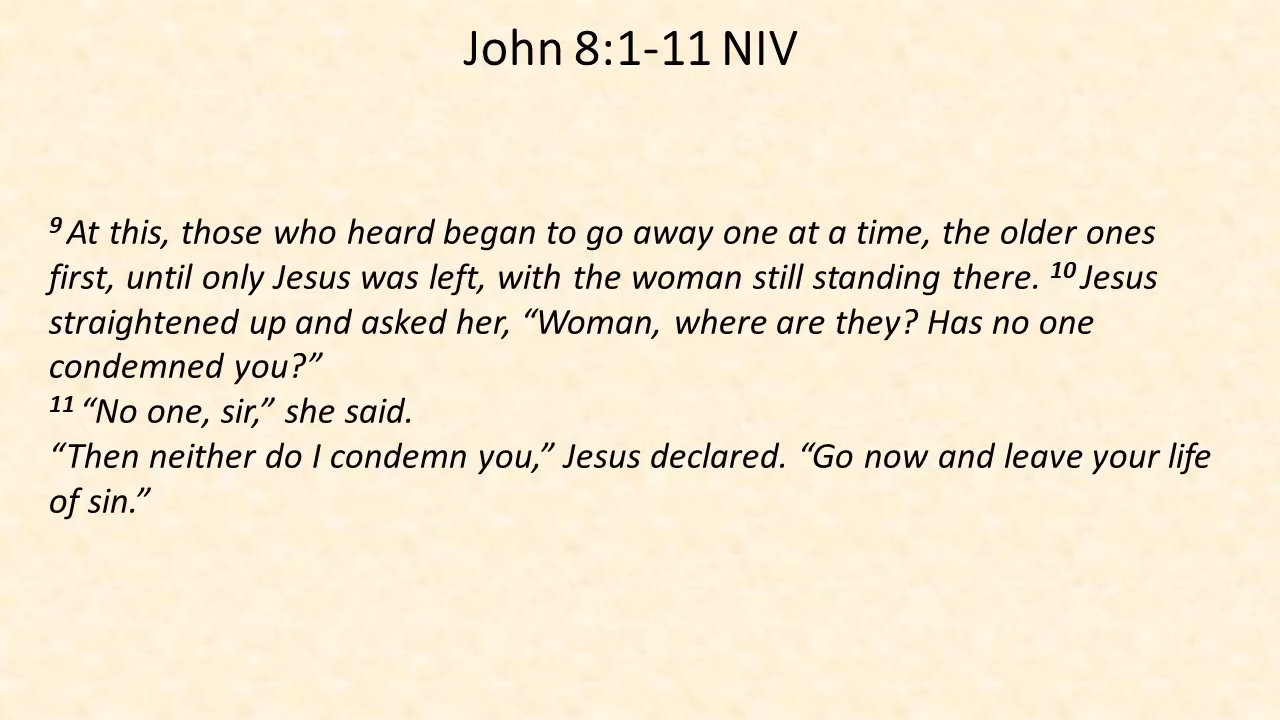 John 8:1-11 NIV
9 At this, those who heard began to go away one at a time, the older ones
first, until only Jesus was left, with the woman still standing there. 10 Jesus
straightened up and asked her, “Woman, where are they? Has no one
condemned you?”
11 “No one, sir,” she said.
“Then neither do I condemn you,” Jesus declared. “Go now and leave your life
of sin.”